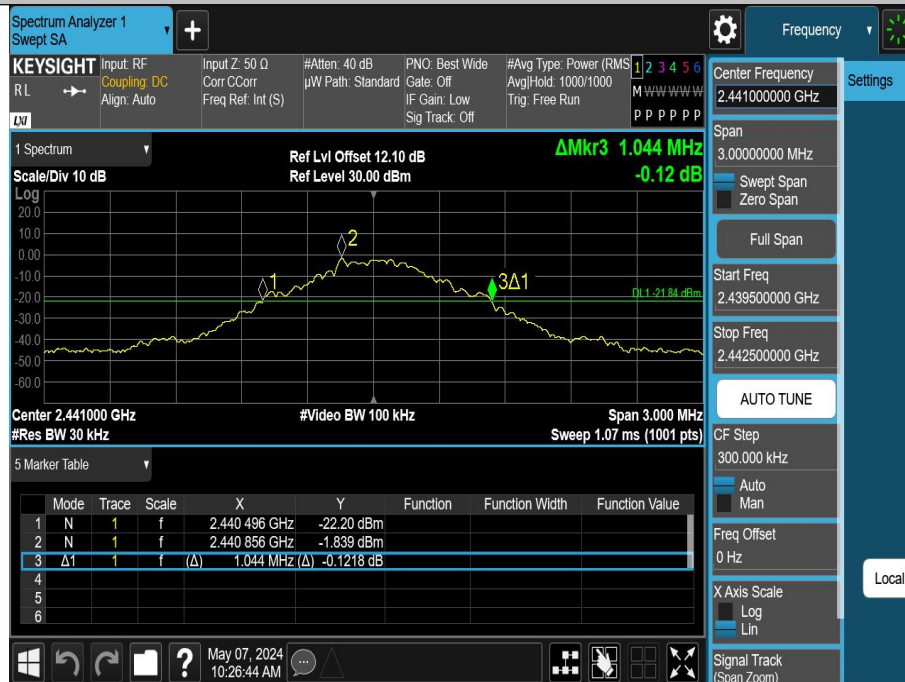 Spectrum Analyzer 1
Swept SA
+
Frequency
KEYSIGHT
RL
LXI
Input: RF
Coupling: DC
Align: Auto
Input Z: 50 Ω
Corr CCorr
Freq Ref: Int (S)
#Atten: 40 dB
µW Path: Standard
PNO: Best Wide
Gate: Off
IF Gain: Low
Sig Track: Off
#Avg Type: Power (RMS
Avg|Hold: 1000/1000
Trig: Free Run
1 2 3 4 5 6
M W W W W W
P P P P P P
Center Frequency
2.441000000 GHz
Settings
1 Spectrum
Scale/Div 10 dB
Ref Lvl Offset 12.10 dB
Ref Level 30.00 dBm
ΔMkr3 1.044 MHz
-0.12 dB
Span
3.00000000 MHz
Swept Span
Zero Span
Full Span
Log
20.0
10.0
0.00
-10.0
-20.0
-30.0
-40.0
-50.0
-60.0
1
2
3Δ1
DL1 -21.84 dBm
Start Freq
2.439500000 GHz
Stop Freq
2.442500000 GHz
AUTO TUNE
Center 2.441000 GHz
#Res BW 30 kHz
#Video BW 100 kHz
Span 3.000 MHz
Sweep 1.07 ms (1001 pts)
CF Step
300.000 kHz
Auto
Man
5 Marker Table
Mode Trace Scale X Y Function Function Width Function Value
1 N 1 f 2.440 496 GHz -22.20 dBm
2 N 1 f 2.440 856 GHz -1.839 dBm
3 Δ1 1 f (Δ) 1.044 MHz (Δ) -0.1218 dB
4
5
6
Freq Offset
0 Hz
Local
X Axis Scale
Log
Lin
Signal Track
(Span Zoom)
?
May 07, 2024
10:26:44 AM